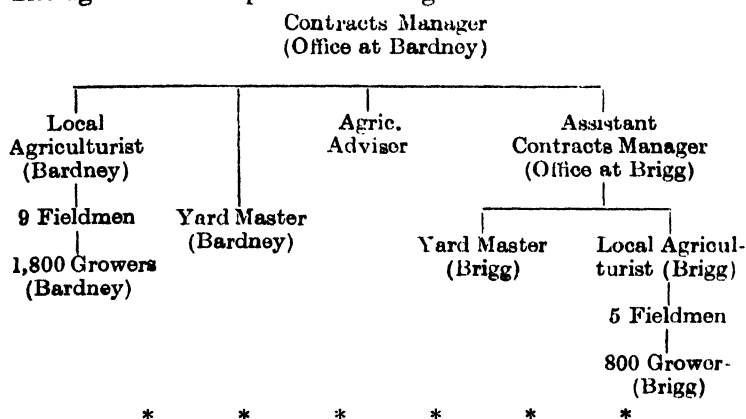 Contracts Manager
(Office at Bardney)
Local
Agriculturist
(Bardney)
9 Fieldmen
1,800 Growers
(Bardney)
Yard Master
(Bardney)
Agric.
Advisor
Assistant
Contracts Manager
(Office at Brigg)
Yard Master
(Brigg)
Local Agricul-
turist (Brigg)
5 Fieldmen
800 Grower-
(Brigg)
* * * * * *